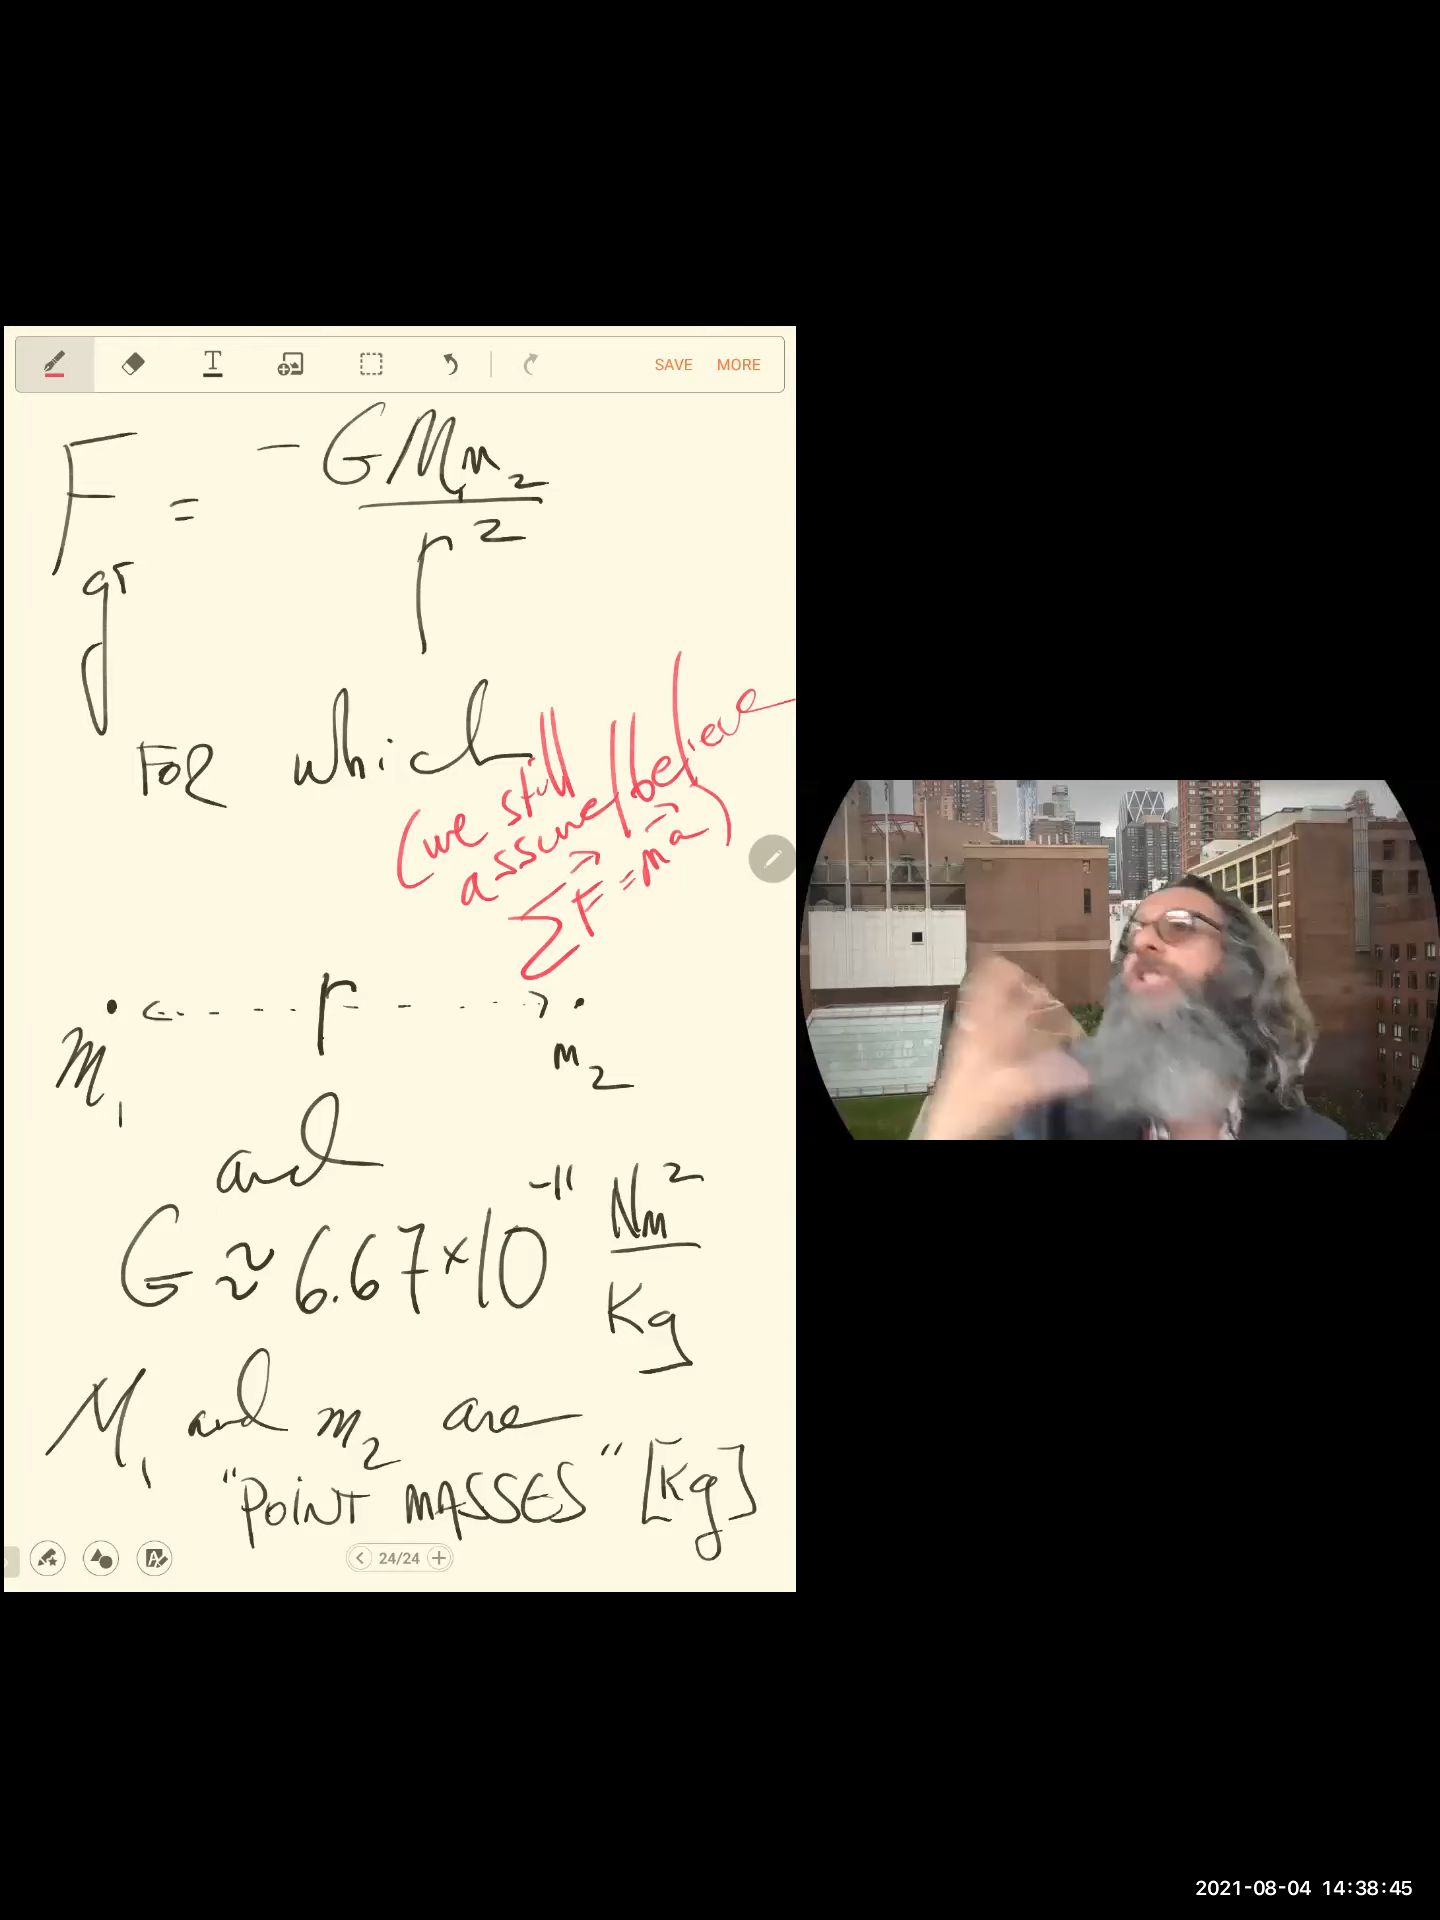 SAVE MORE
F gr = -GM₁m₂
r²
FOR which
(we still
assume/believe
ΣF⃗ = ma⃗)
r
M₁ m₂
and
G ≈ 6.67×10⁻¹¹ Nm²
Kg
M₁ and m₂ are
"POINT MASSES" [Kg]
24/24
2021-08-04 14:38:45